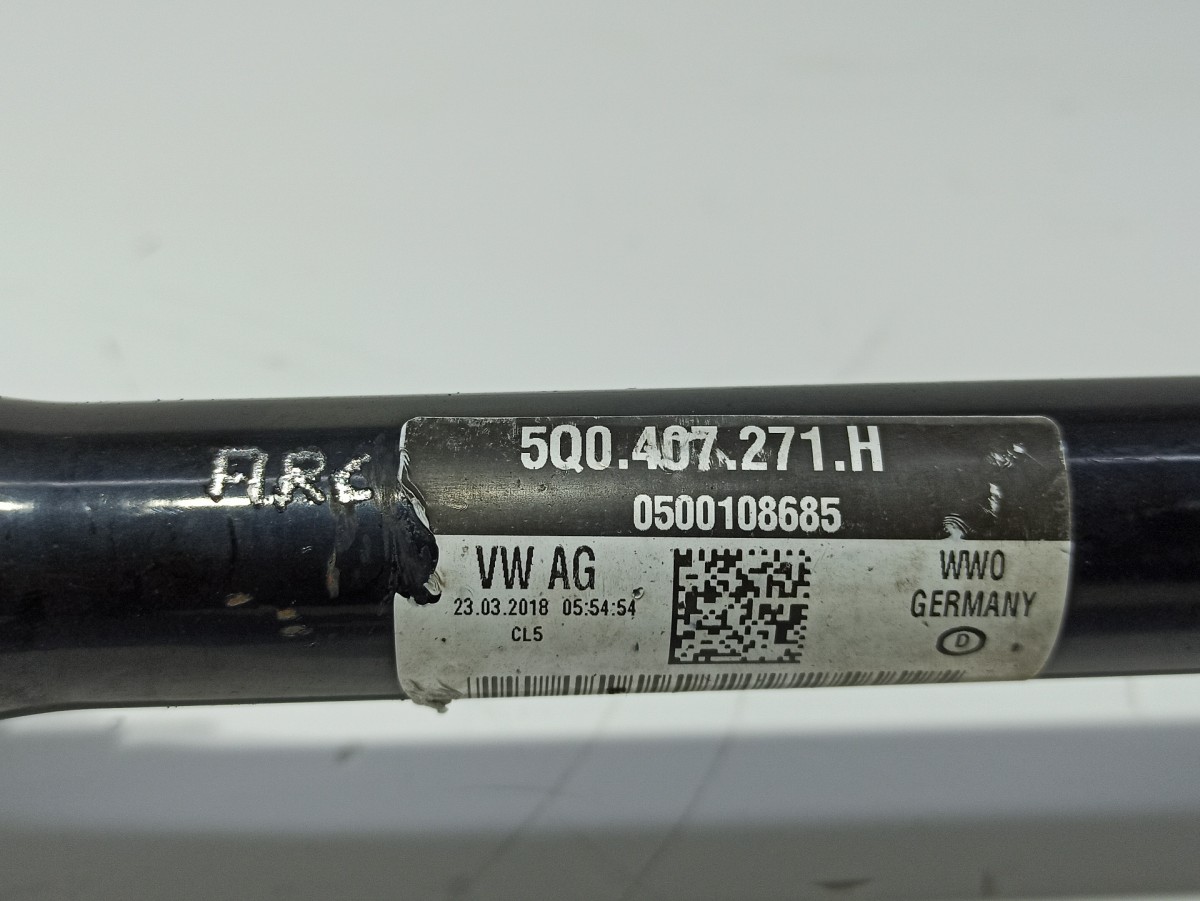 5Q0.407.271.H
0500108685
ARC
VW AG
23.03.2018 05:54:54
CL5
WWO
GERMANY
D